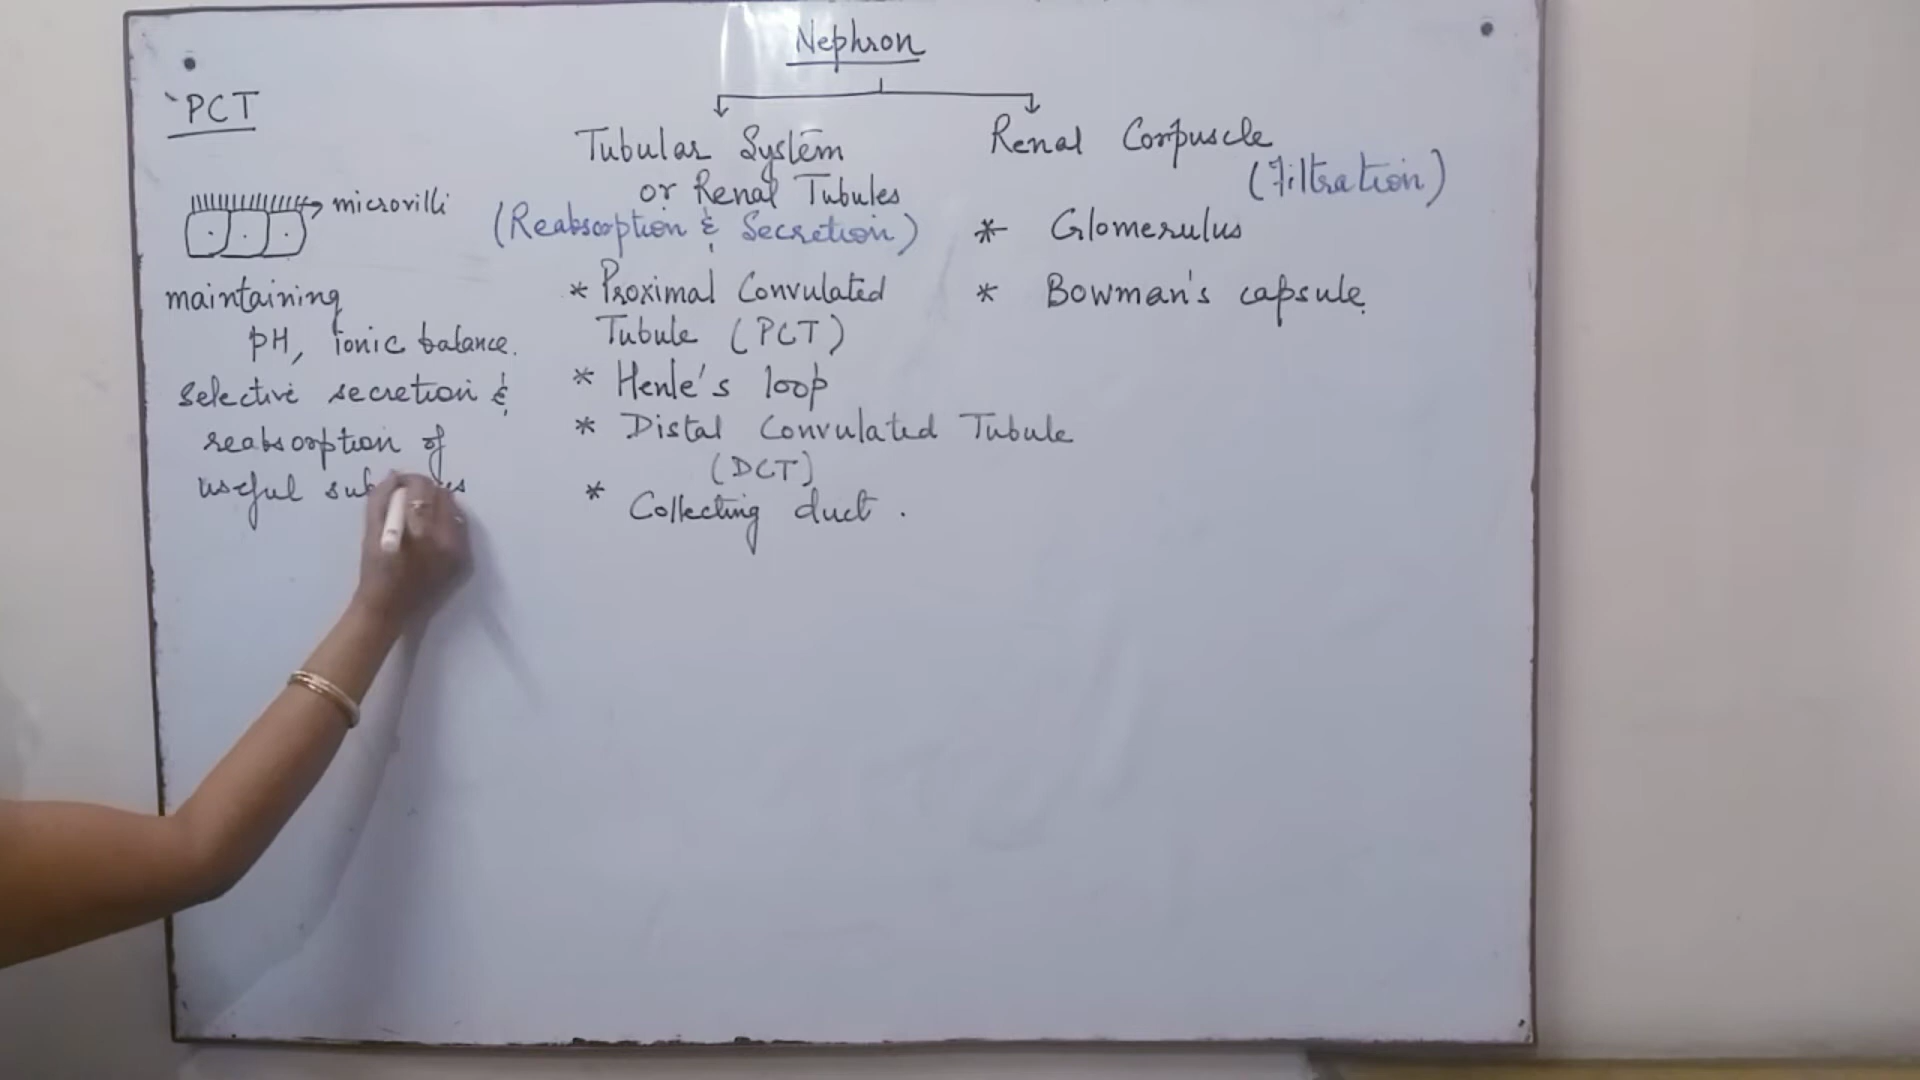 Nephron
PCT
microvilli
maintaining
pH, ionic balance.
selective secretion &
reabsorption of
useful
Tubular System
or Renal Tubules
(Reabsorption & Secretion)
* Proximal Convulated
Tubule (PCT)
* Henle's loop
* Distal Convulated Tubule
(DCT)
* Collecting duct.
Renal Corpuscle
(Filtration)
* Glomerulus
* Bowman's capsule.